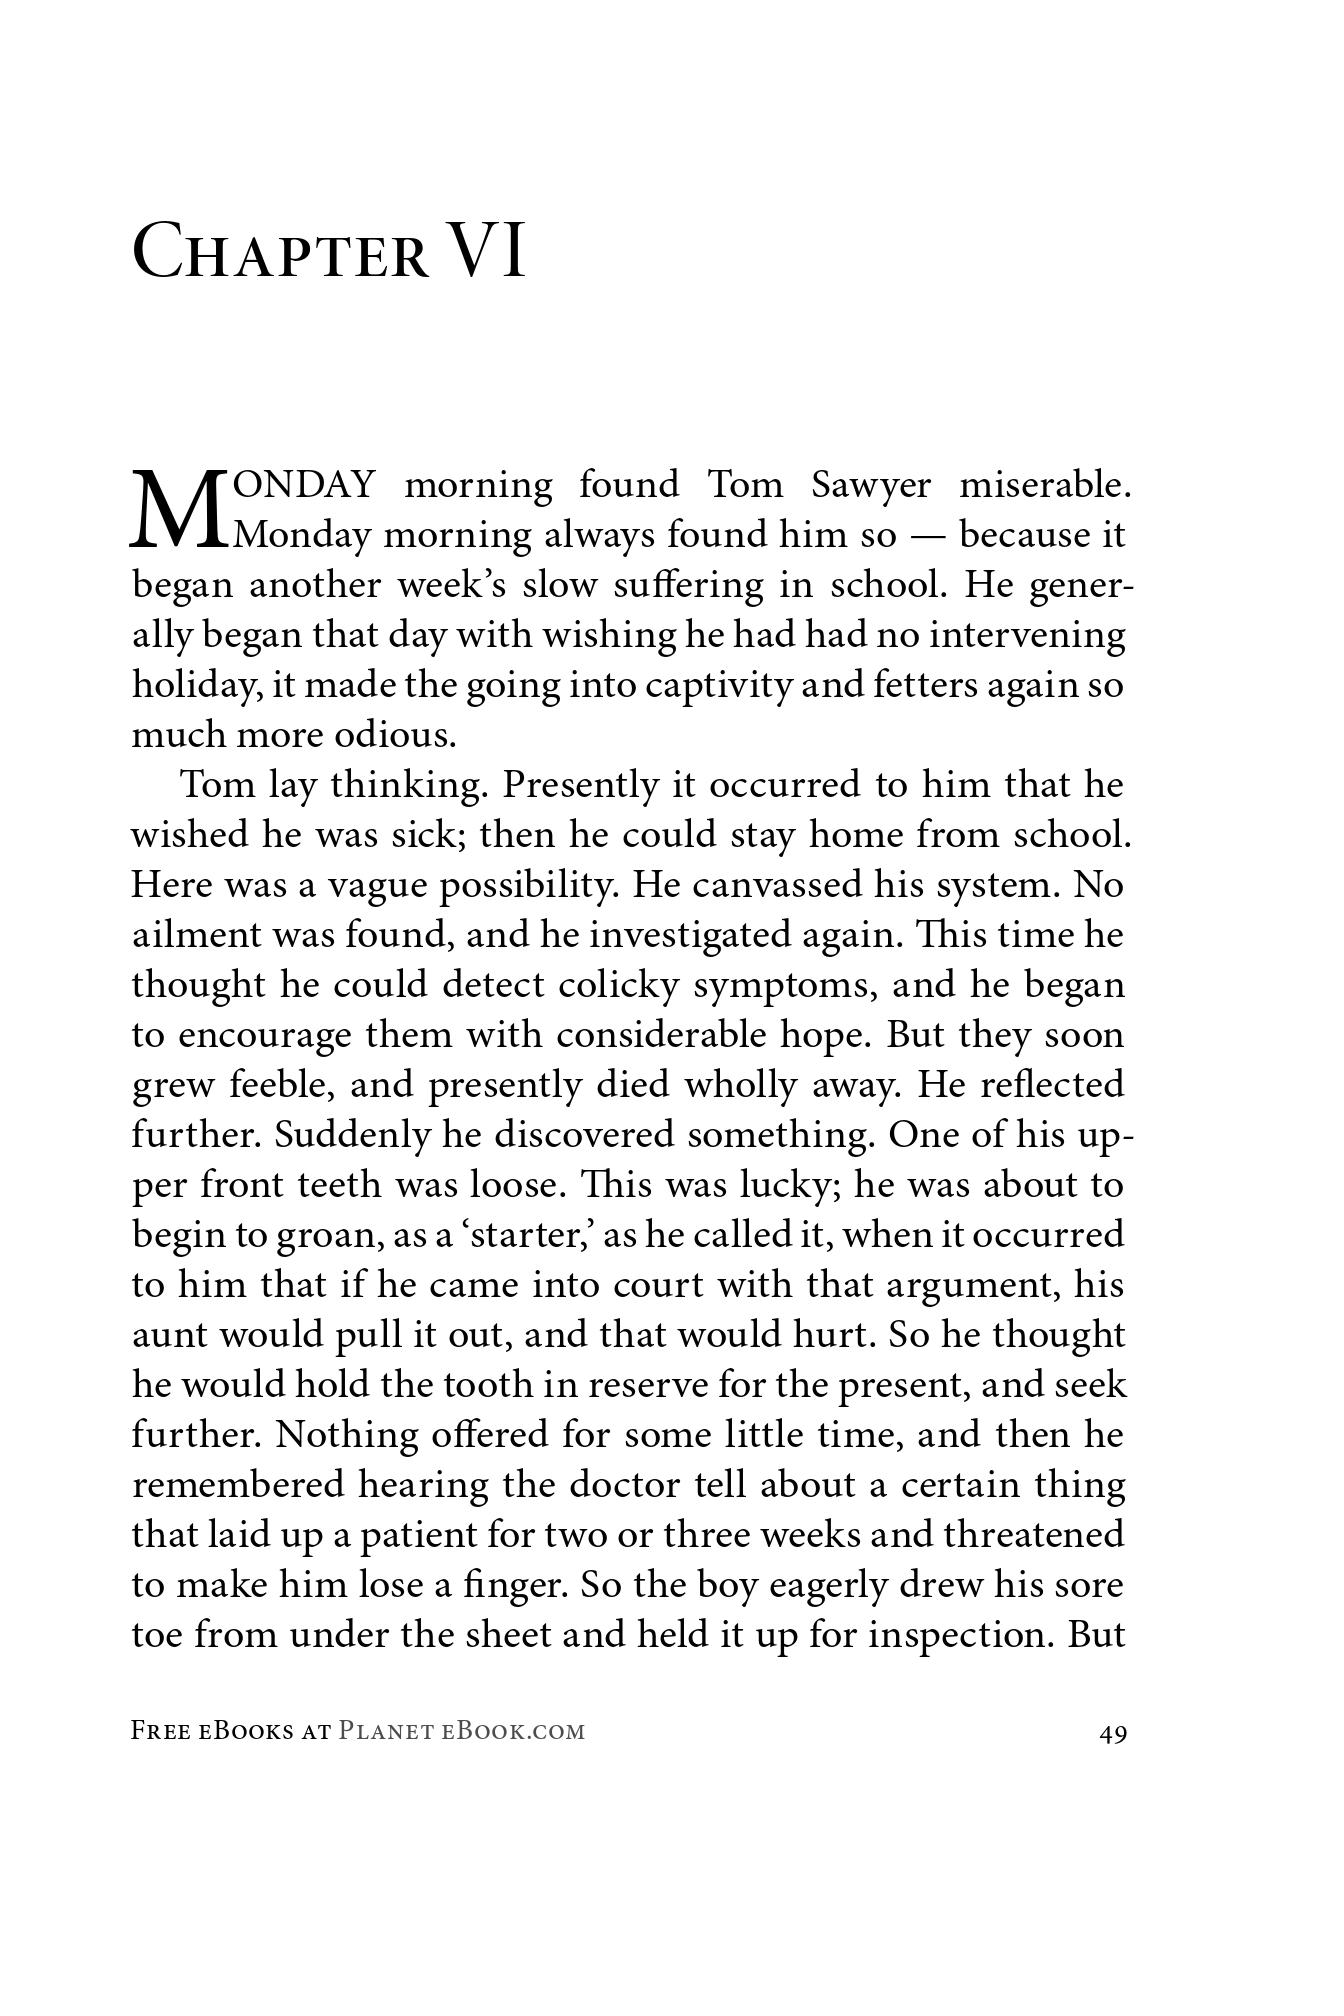 Chapter VI
MONDAY morning found Tom Sawyer miserable.
Monday morning always found him so — because it
began another week’s slow suffering in school. He gener-
ally began that day with wishing he had had no intervening
holiday, it made the going into captivity and fetters again so
much more odious.
Tom lay thinking. Presently it occurred to him that he
wished he was sick; then he could stay home from school.
Here was a vague possibility. He canvassed his system. No
ailment was found, and he investigated again. This time he
thought he could detect colicky symptoms, and he began
to encourage them with considerable hope. But they soon
grew feeble, and presently died wholly away. He reflected
further. Suddenly he discovered something. One of his up-
per front teeth was loose. This was lucky; he was about to
begin to groan, as a ‘starter,’ as he called it, when it occurred
to him that if he came into court with that argument, his
aunt would pull it out, and that would hurt. So he thought
he would hold the tooth in reserve for the present, and seek
further. Nothing offered for some little time, and then he
remembered hearing the doctor tell about a certain thing
that laid up a patient for two or three weeks and threatened
to make him lose a finger. So the boy eagerly drew his sore
toe from under the sheet and held it up for inspection. But
Free eBooks at Planet eBook.com 49